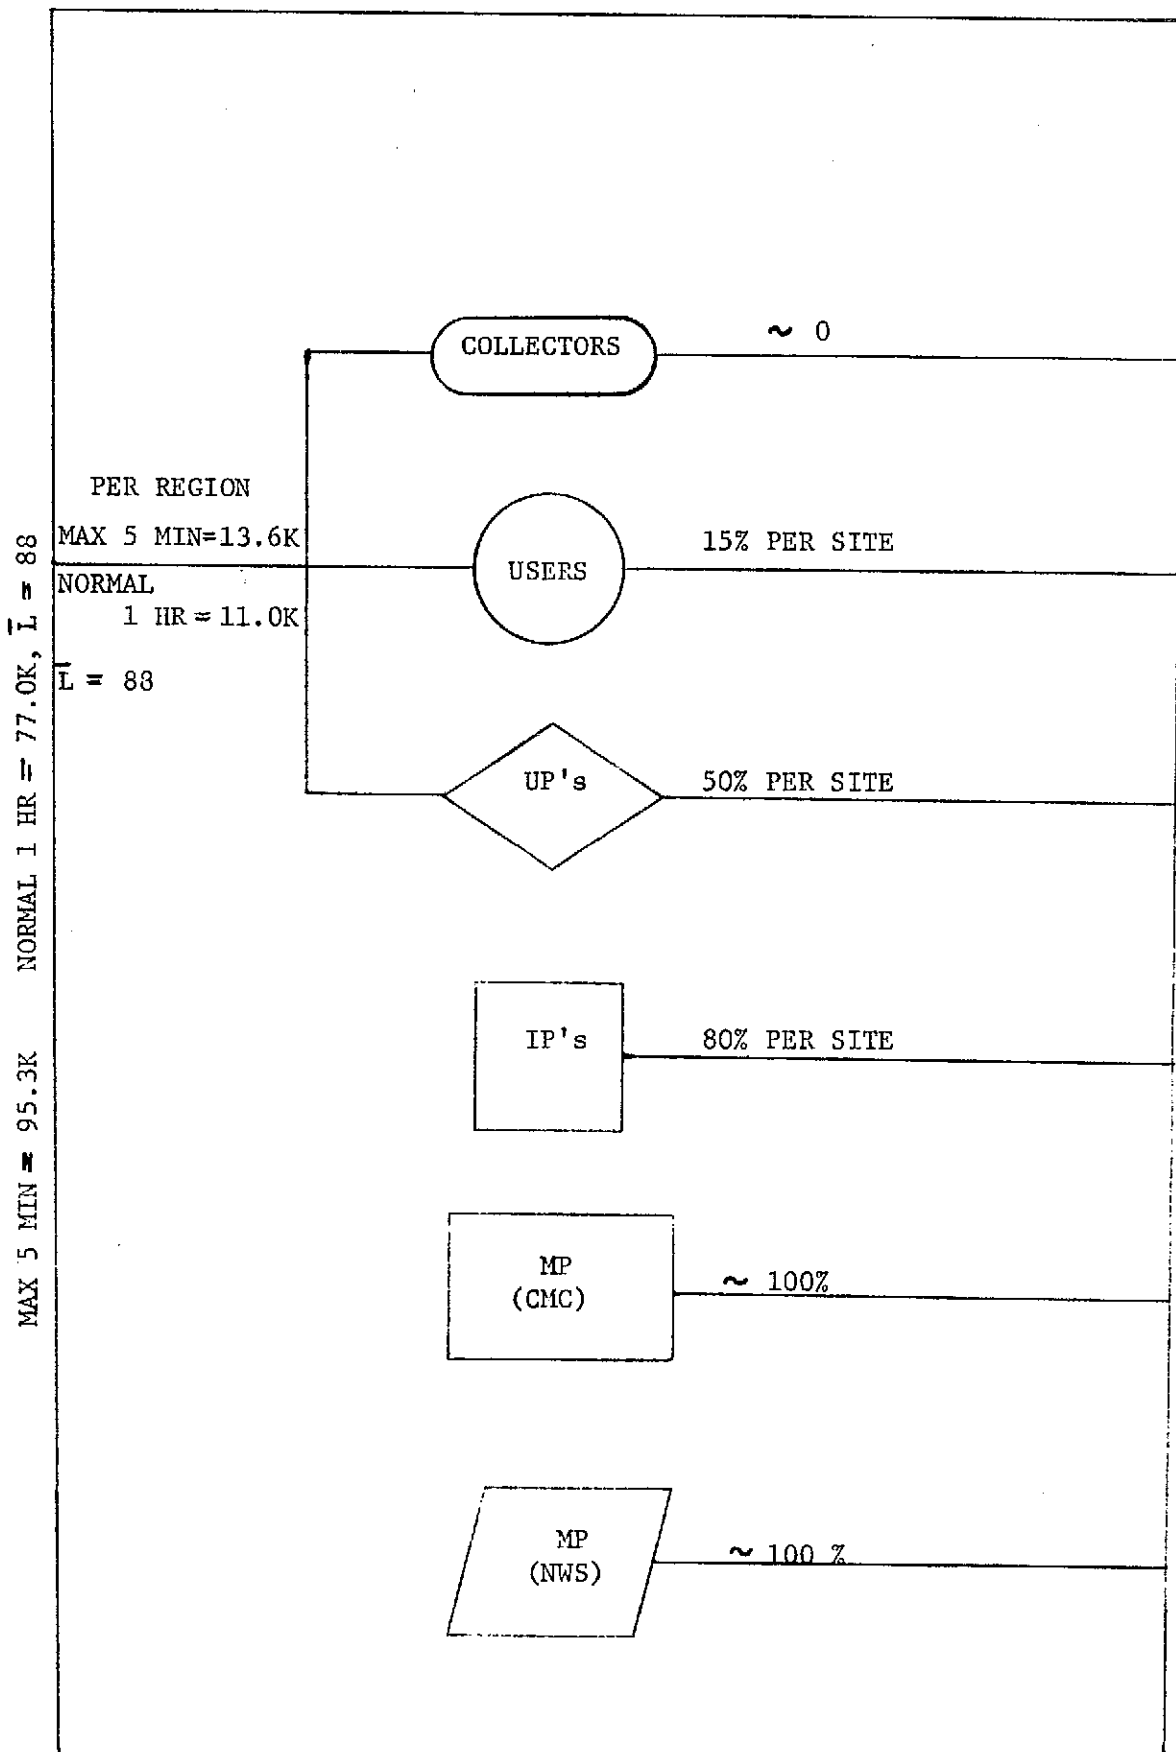 COLLECTORS
~ 0
PER REGION
MAX 5 MIN=13.6K
NORMAL
1 HR = 11.0K
L̄ = 88
USERS
15% PER SITE
UP's
50% PER SITE
IP's
80% PER SITE
MP
(CMC)
~ 100%
MP
(NWS)
~ 100 %
MAX 5 MIN = 95.3K NORMAL 1 HR = 77.0K, L̄ = 88